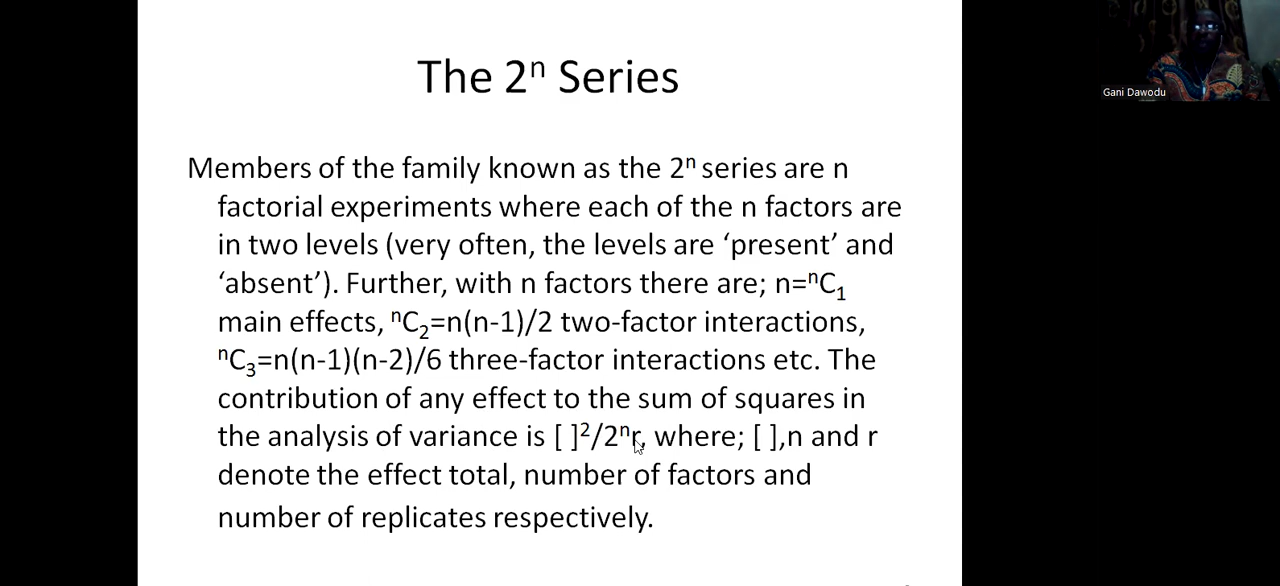 The 2ⁿ Series
Gani Dawodu
Members of the family known as the 2ⁿ series are n
factorial experiments where each of the n factors are
in two levels (very often, the levels are ‘present’ and
‘absent’). Further, with n factors there are; n=ⁿC₁
main effects, ⁿC₂=n(n-1)/2 two-factor interactions,
ⁿC₃=n(n-1)(n-2)/6 three-factor interactions etc. The
contribution of any effect to the sum of squares in
the analysis of variance is [ ]²/2ⁿr, where; [ ],n and r
denote the effect total, number of factors and
number of replicates respectively.